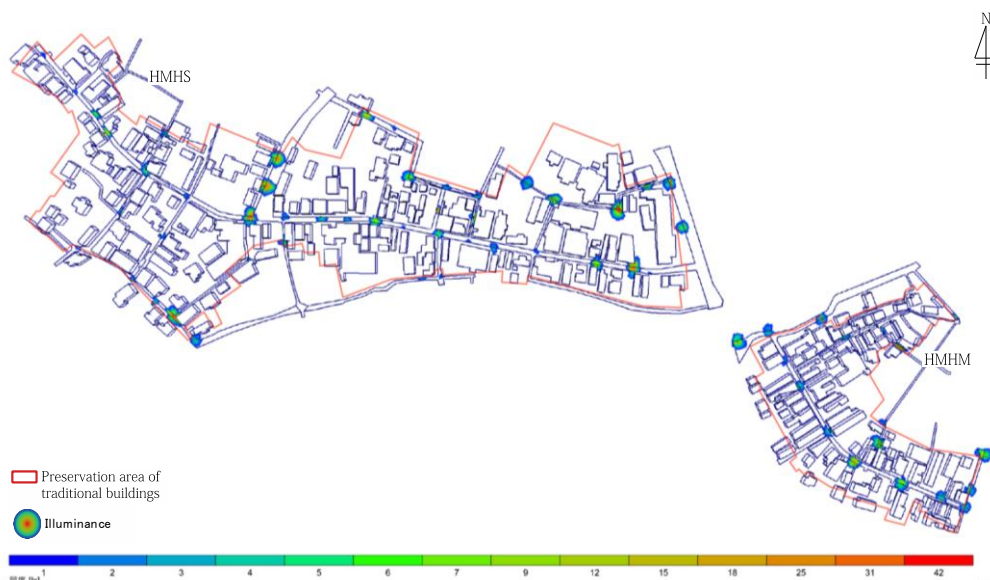 N
HMHS
HMHM
Preservation area of
traditional buildings
Illuminance
1 2 3 4 5 6 7 9 12 15 18 25 31 42